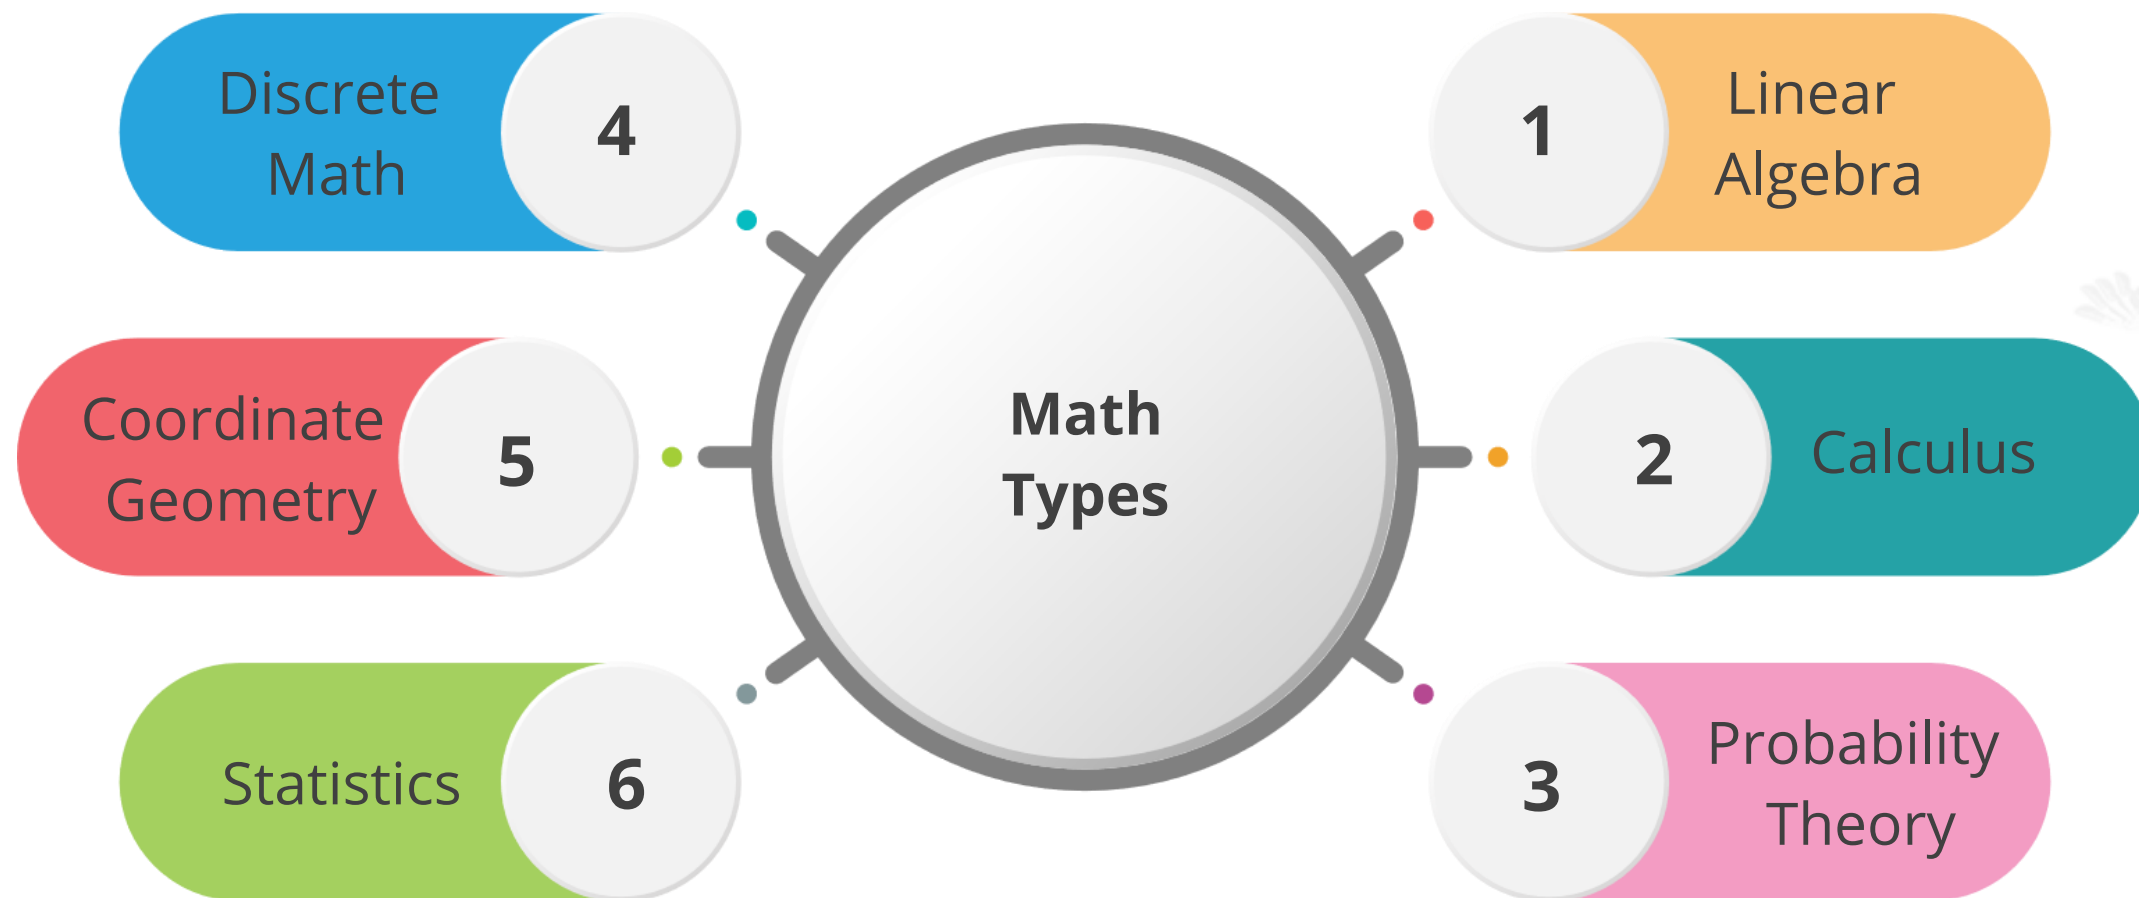 Math
Types
1
Linear
Algebra
2
Calculus
3
Probability
Theory
4
Discrete
Math
5
Coordinate
Geometry
6
Statistics